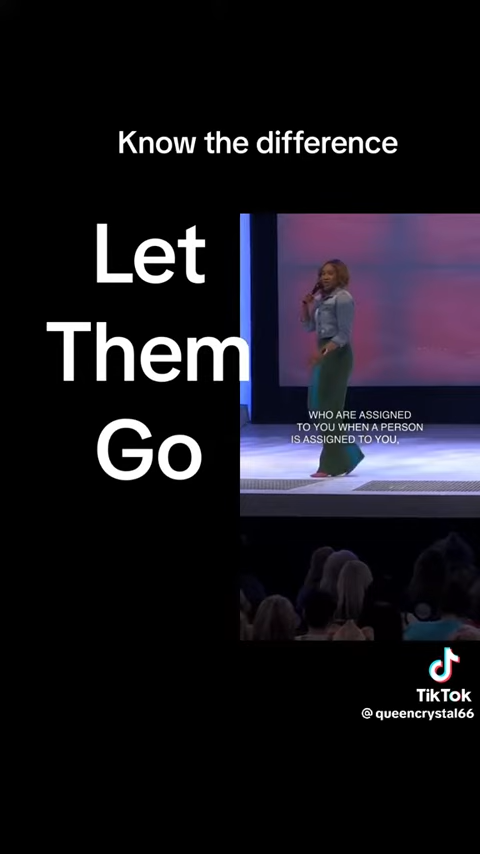 Know the difference
Let
Them
Go
WHO ARE ASSIGNED
TO YOU WHEN A PERSON
IS ASSIGNED TO YOU,
TikTok
@queencrystal66